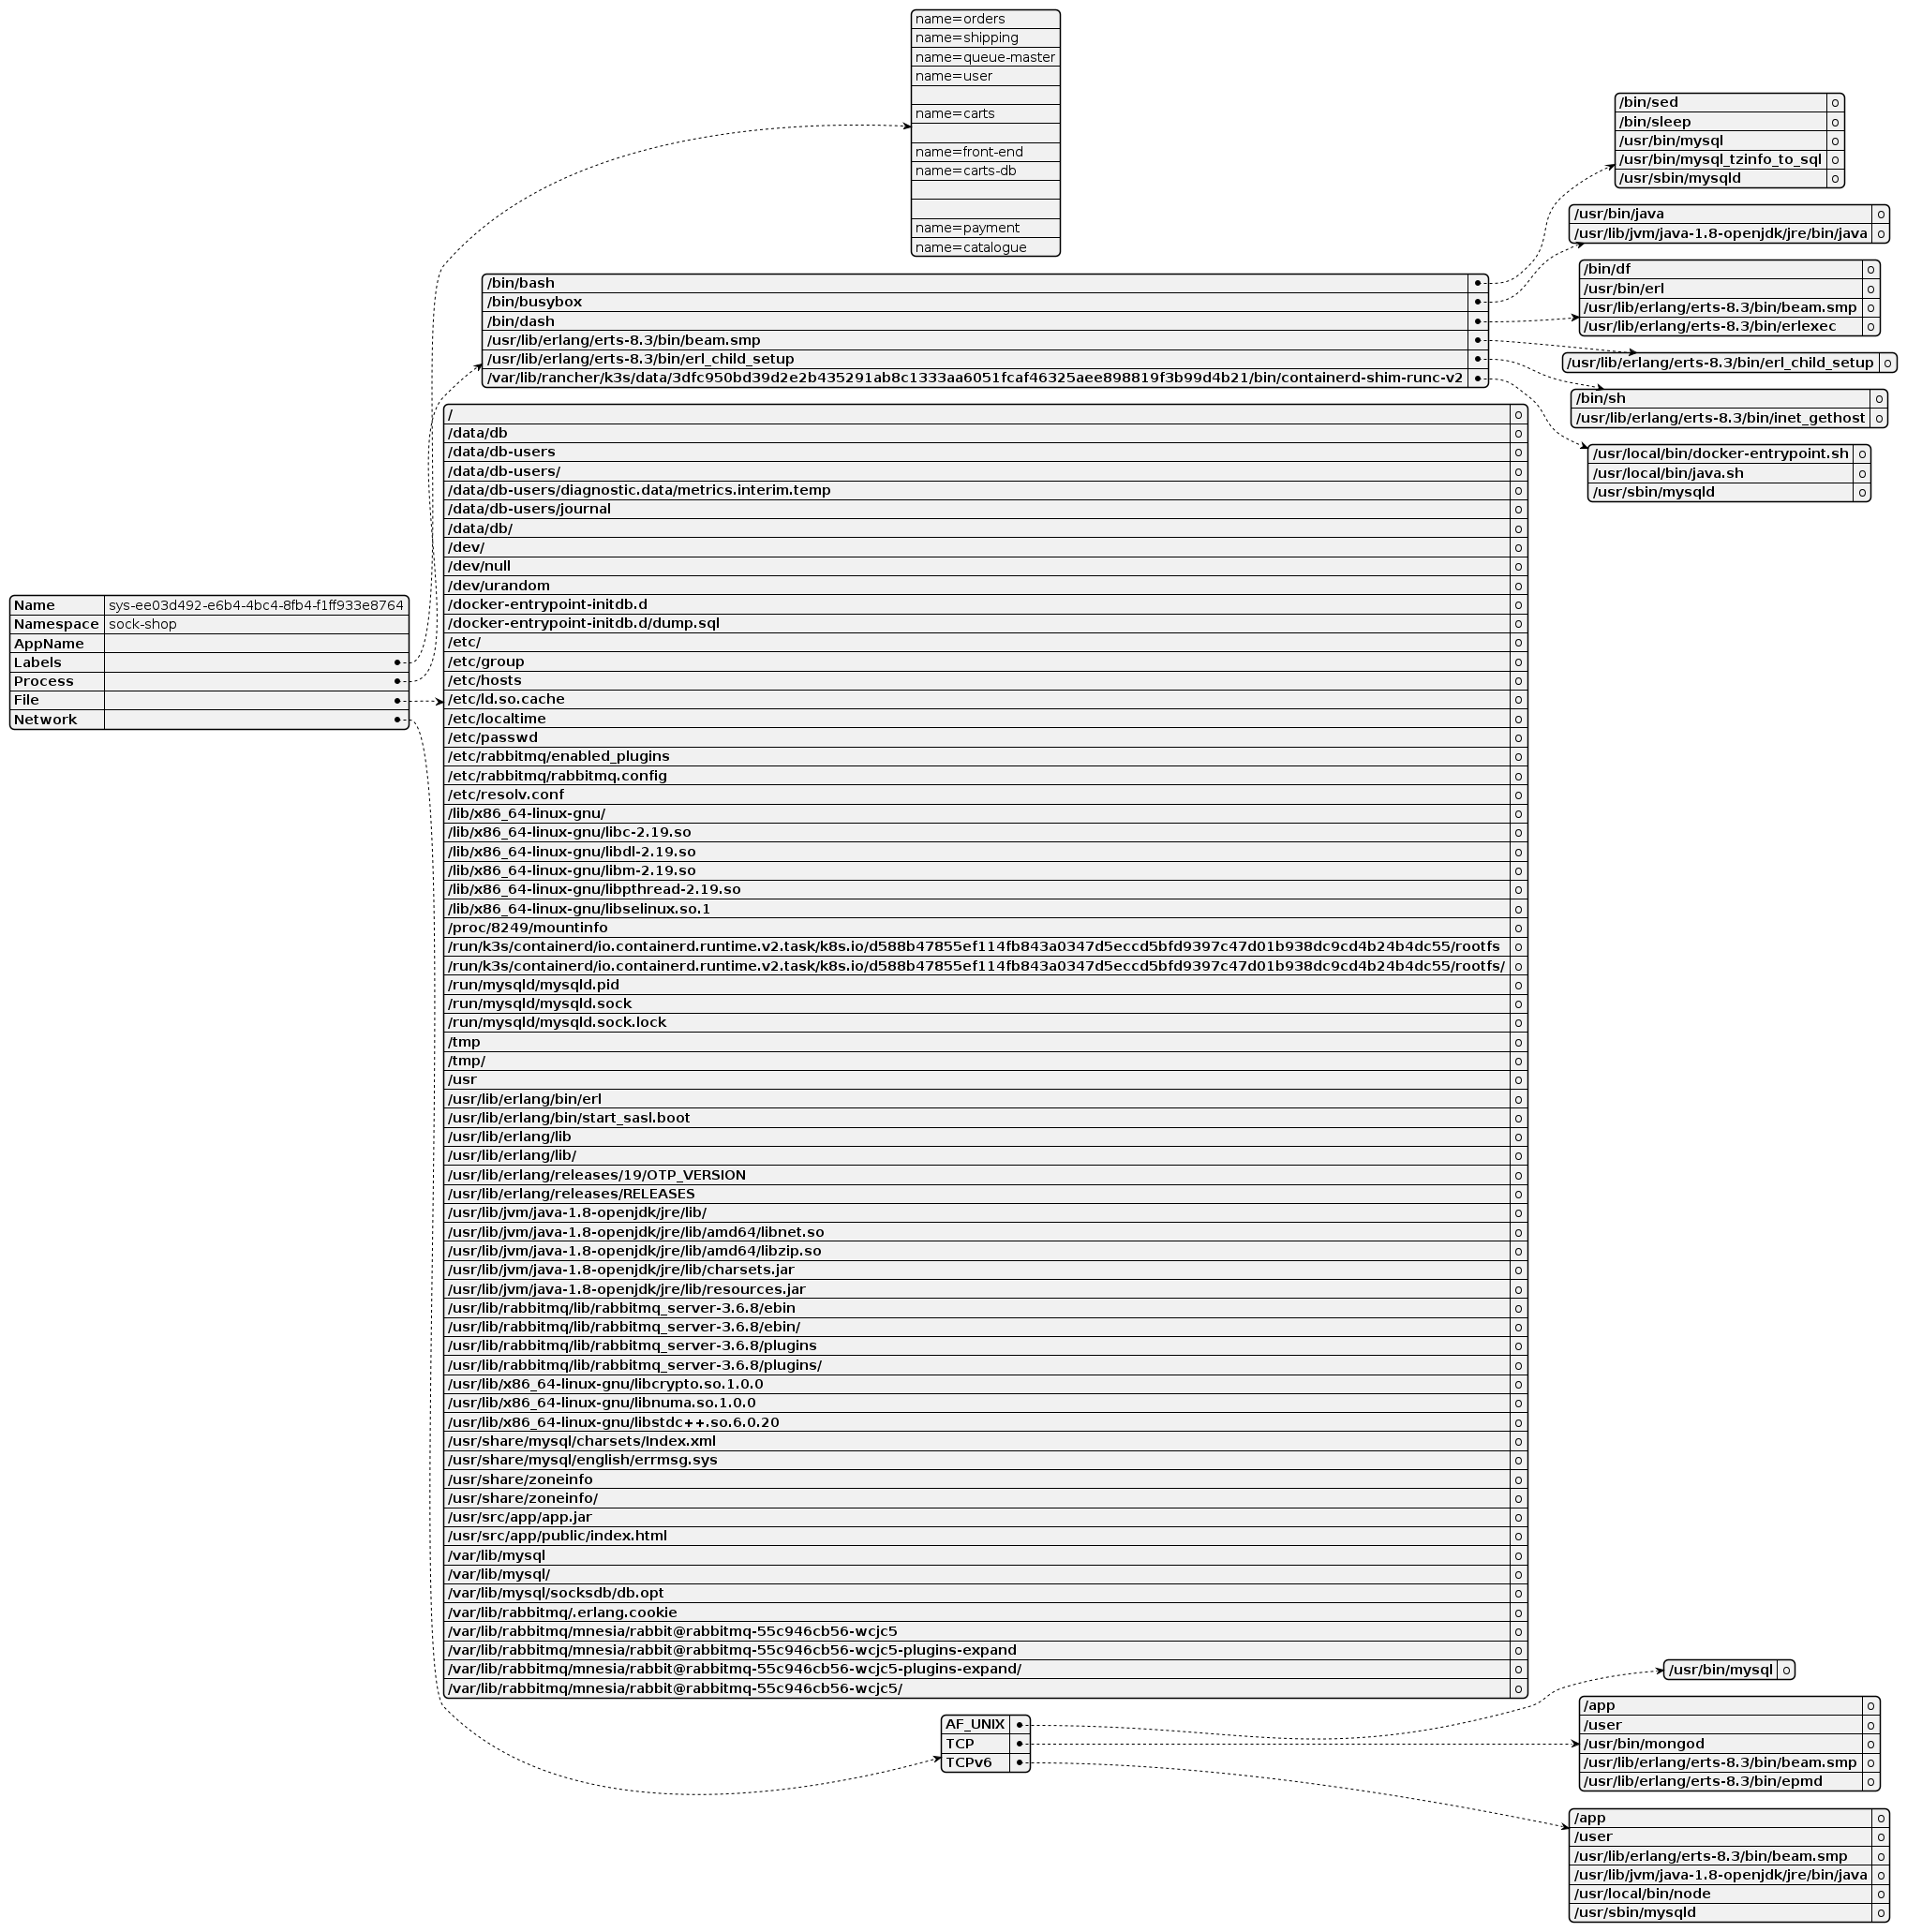 name=orders
name=shipping
name=queue-master
name=user
name=carts
name=front-end
name=carts-db
name=payment
name=catalogue
/bin/sed o
/bin/sleep o
/usr/bin/mysql o
/usr/bin/mysql_tzinfo_to_sql o
/usr/sbin/mysqld o
/usr/bin/java o
/usr/lib/jvm/java-1.8-openjdk/jre/bin/java o
/bin/df o
/usr/bin/erl o
/usr/lib/erlang/erts-8.3/bin/beam.smp o
/usr/lib/erlang/erts-8.3/bin/erlexec o
/bin/bash
/bin/busybox
/bin/dash
/usr/lib/erlang/erts-8.3/bin/beam.smp
/usr/lib/erlang/erts-8.3/bin/erl_child_setup
/var/lib/rancher/k3s/data/3dfc950bd39d2e2b435291ab8c1333aa6051fcaf46325aee898819f3b99d4b21/bin/containerd-shim-runc-v2
/usr/lib/erlang/erts-8.3/bin/erl_child_setup o
/bin/sh o
/usr/lib/erlang/erts-8.3/bin/inet_gethost o
/usr/local/bin/docker-entrypoint.sh o
/usr/local/bin/java.sh o
/usr/sbin/mysqld o
Name sys-ee03d492-e6b4-4bc4-8fb4-f1ff933e8764
Namespace sock-shop
AppName
Labels
Process
File
Network
/ o
/data/db o
/data/db-users o
/data/db-users/ o
/data/db-users/diagnostic.data/metrics.interim.temp o
/data/db-users/journal o
/data/db/ o
/dev/ o
/dev/null o
/dev/urandom o
/docker-entrypoint-initdb.d o
/docker-entrypoint-initdb.d/dump.sql o
/etc/ o
/etc/group o
/etc/hosts o
/etc/ld.so.cache o
/etc/localtime o
/etc/passwd o
/etc/rabbitmq/enabled_plugins o
/etc/rabbitmq/rabbitmq.config o
/etc/resolv.conf o
/lib/x86_64-linux-gnu/ o
/lib/x86_64-linux-gnu/libc-2.19.so o
/lib/x86_64-linux-gnu/libdl-2.19.so o
/lib/x86_64-linux-gnu/libm-2.19.so o
/lib/x86_64-linux-gnu/libpthread-2.19.so o
/lib/x86_64-linux-gnu/libselinux.so.1 o
/proc/8249/mountinfo o
/run/k3s/containerd/io.containerd.runtime.v2.task/k8s.io/d588b47855ef114fb843a0347d5eccd5bfd9397c47d01b938dc9cd4b24b4dc55/rootfs o
/run/k3s/containerd/io.containerd.runtime.v2.task/k8s.io/d588b47855ef114fb843a0347d5eccd5bfd9397c47d01b938dc9cd4b24b4dc55/rootfs/ o
/run/mysqld/mysqld.pid o
/run/mysqld/mysqld.sock o
/run/mysqld/mysqld.sock.lock o
/tmp o
/tmp/ o
/usr o
/usr/lib/erlang/bin/erl o
/usr/lib/erlang/bin/start_sasl.boot o
/usr/lib/erlang/lib o
/usr/lib/erlang/lib/ o
/usr/lib/erlang/releases/19/OTP_VERSION o
/usr/lib/erlang/releases/RELEASES o
/usr/lib/jvm/java-1.8-openjdk/jre/lib/ o
/usr/lib/jvm/java-1.8-openjdk/jre/lib/amd64/libnet.so o
/usr/lib/jvm/java-1.8-openjdk/jre/lib/amd64/libzip.so o
/usr/lib/jvm/java-1.8-openjdk/jre/lib/charsets.jar o
/usr/lib/jvm/java-1.8-openjdk/jre/lib/resources.jar o
/usr/lib/rabbitmq/lib/rabbitmq_server-3.6.8/ebin o
/usr/lib/rabbitmq/lib/rabbitmq_server-3.6.8/ebin/ o
/usr/lib/rabbitmq/lib/rabbitmq_server-3.6.8/plugins o
/usr/lib/rabbitmq/lib/rabbitmq_server-3.6.8/plugins/ o
/usr/lib/x86_64-linux-gnu/libcrypto.so.1.0.0 o
/usr/lib/x86_64-linux-gnu/libnuma.so.1.0.0 o
/usr/lib/x86_64-linux-gnu/libstdc++.so.6.0.20 o
/usr/share/mysql/charsets/Index.xml o
/usr/share/mysql/english/errmsg.sys o
/usr/share/zoneinfo o
/usr/share/zoneinfo/ o
/usr/src/app/app.jar o
/usr/src/app/public/index.html o
/var/lib/mysql o
/var/lib/mysql/ o
/var/lib/mysql/socksdb/db.opt o
/var/lib/rabbitmq/.erlang.cookie o
/var/lib/rabbitmq/mnesia/rabbit@rabbitmq-55c946cb56-wcjc5 o
/var/lib/rabbitmq/mnesia/rabbit@rabbitmq-55c946cb56-wcjc5-plugins-expand o
/var/lib/rabbitmq/mnesia/rabbit@rabbitmq-55c946cb56-wcjc5-plugins-expand/ o
/var/lib/rabbitmq/mnesia/rabbit@rabbitmq-55c946cb56-wcjc5/ o
AF_UNIX
TCP
TCPv6
/usr/bin/mysql o
/app o
/user o
/usr/bin/mongod o
/usr/lib/erlang/erts-8.3/bin/beam.smp o
/usr/lib/erlang/erts-8.3/bin/epmd o
/app o
/user o
/usr/lib/erlang/erts-8.3/bin/beam.smp o
/usr/lib/jvm/java-1.8-openjdk/jre/bin/java o
/usr/local/bin/node o
/usr/sbin/mysqld o